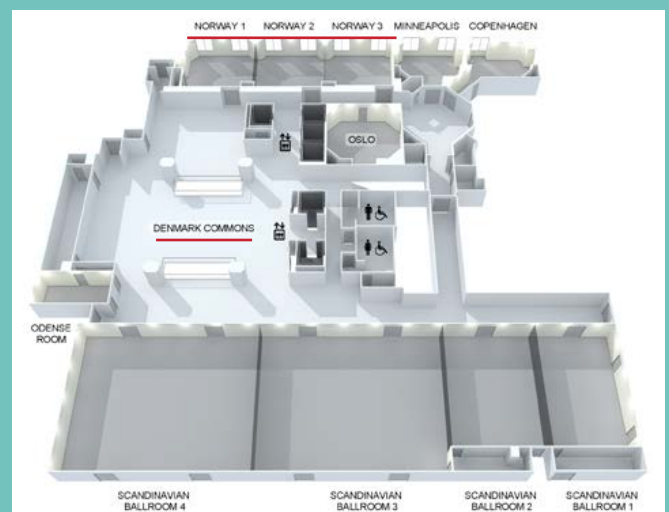 NORWAY 1 NORWAY 2 NORWAY 3 MINNEAPOLIS COPENHAGEN
OSLO
DENMARK COMMONS
ODENSE
ROOM
SCANDINAVIAN
BALLROOM 4
SCANDINAVIAN
BALLROOM 3
SCANDINAVIAN
BALLROOM 2
SCANDINAVIAN
BALLROOM 1